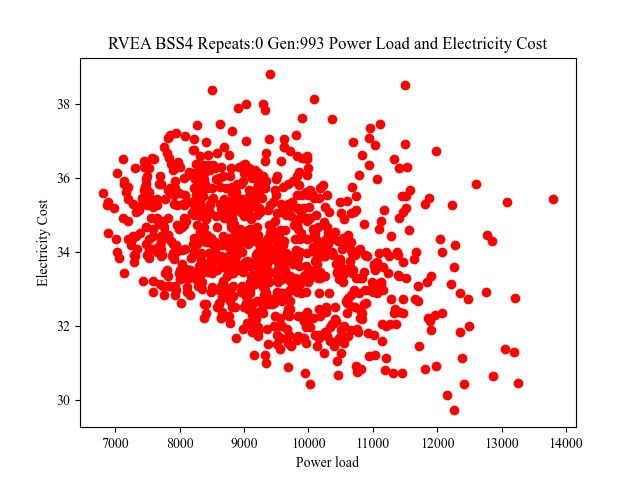 RVEA BSS4 Repeats:0 Gen:993 Power Load and Electricity Cost
Electricity Cost
38
36
34
32
30
7000 8000 9000 10000 11000 12000 13000 14000
Power load